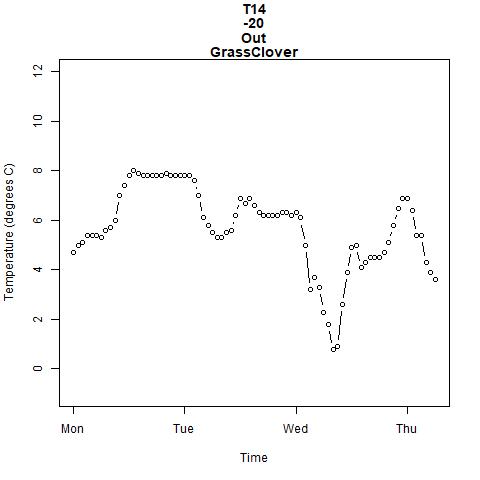 T14
-20
Out
GrassClover
12
10
8
6
4
2
0
Temperature (degrees C)
Mon Tue Wed Thu
Time